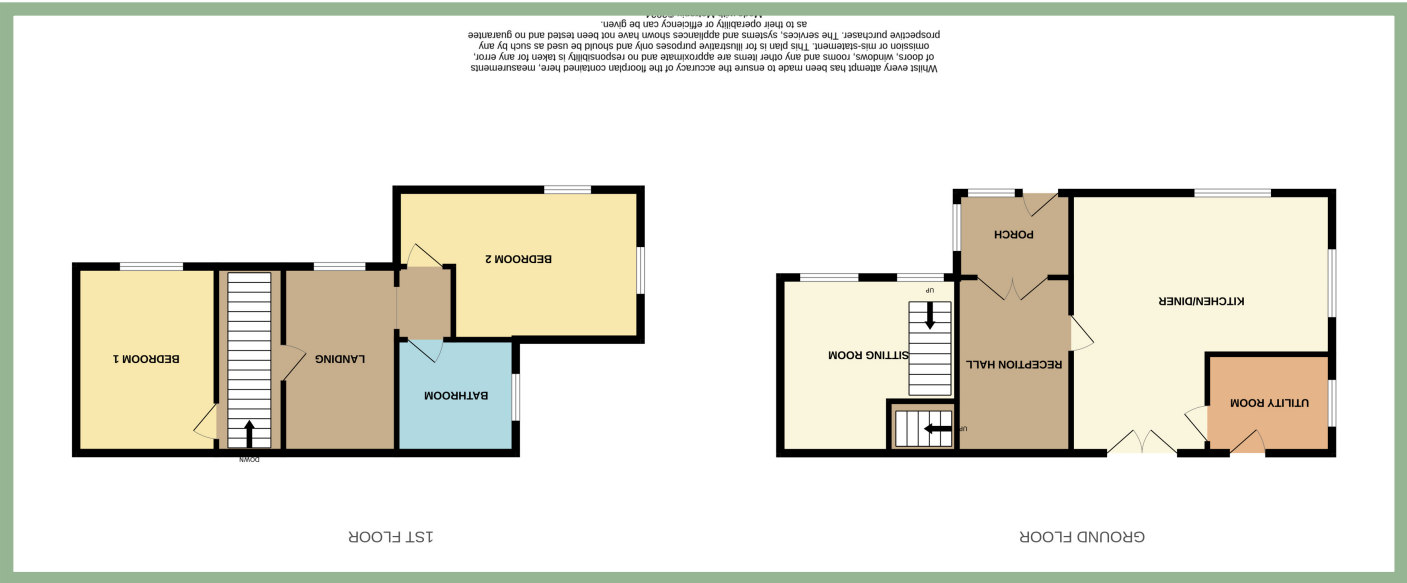 GROUND FLOOR
1ST FLOOR
UTILITY ROOM
KITCHEN/DINER
RECEPTION HALL
PORCH
SITTING ROOM
UP
UP
BATHROOM
BEDROOM 2
LANDING
DOWN
BEDROOM 1
Whilst every attempt has been made to ensure the accuracy of the floorplan contained here, measurements
of doors, windows, rooms and any other items are approximate and no responsibility is taken for any error,
omission or mis-statement. This plan is for illustrative purposes only and should be used as such by any
prospective purchaser. The services, systems and appliances shown have not been tested and no guarantee
as to their operability or efficiency can be given.
Made with Metropix ©2024